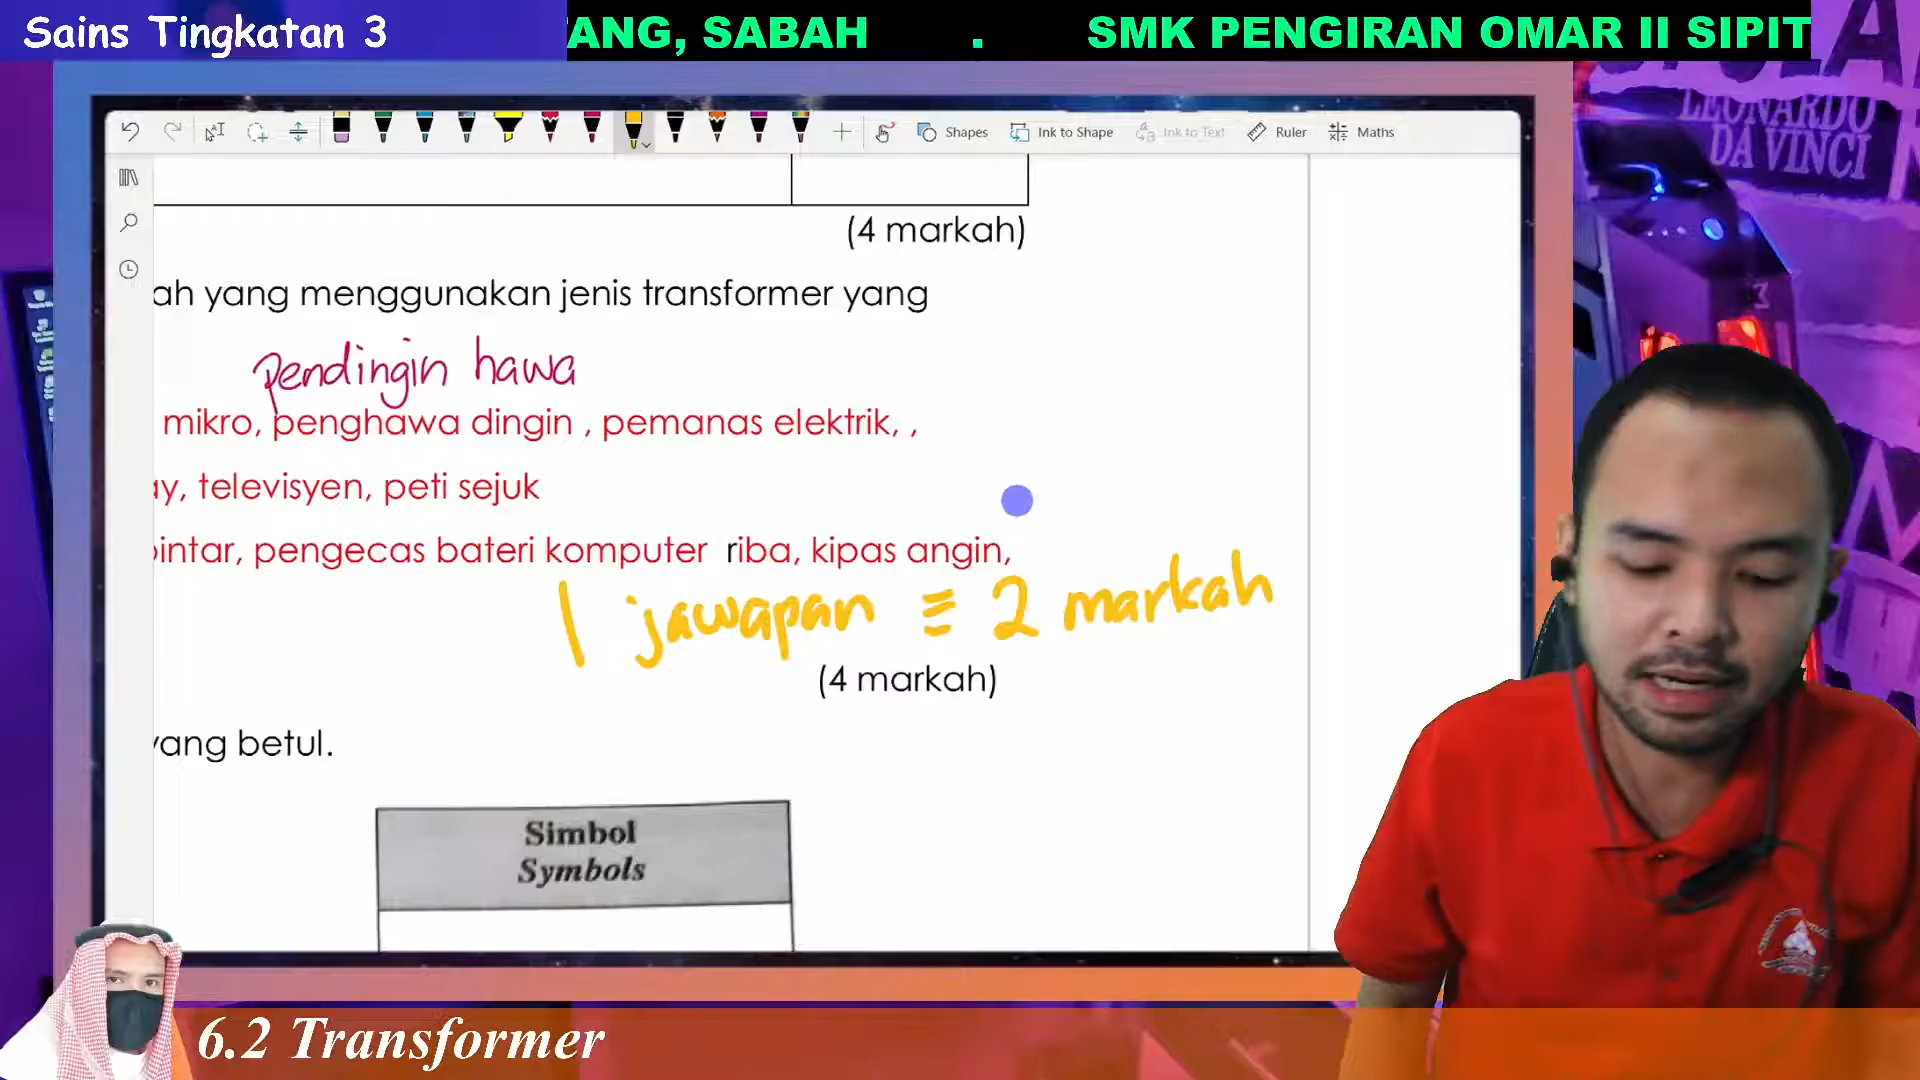 Sains Tingkatan 3
ANG, SABAH . SMK PENGIRAN OMAR II SIPIT
LEONARDO
DA VINCI
Shapes Ink to Shape Ink to Text Ruler Maths
(4 markah)
ah yang menggunakan jenis transformer yang
pendingin hawa
mikro, penghawa dingin , pemanas elektrik, ,
ay, televisyen, peti sejuk
pintar, pengecas bateri komputer riba, kipas angin,
1 jawapan ≡ 2 markah
(4 markah)
yang betul.
Simbol
Symbols
6.2 Transformer